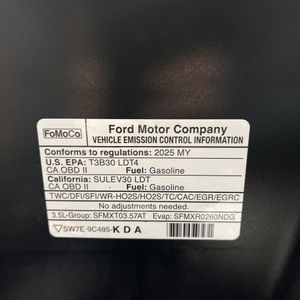 FoMoCo
Ford Motor Company
VEHICLE EMISSION CONTROL INFORMATION
Conforms to regulations: 2025 MY
U.S. EPA: T3B30 LDT4
CA OBD II Fuel: Gasoline
California: SULEV30 LDT
CA OBD II Fuel: Gasoline
TWC/DFI/SFI/WR-HO2S/HO2S/TC/CAC/EGR/EGRC
No adjustments needed.
3.5L-Group: SFMXT03.57AT Evap: SFMXR0260NDG
SW7E-9C485-KDA